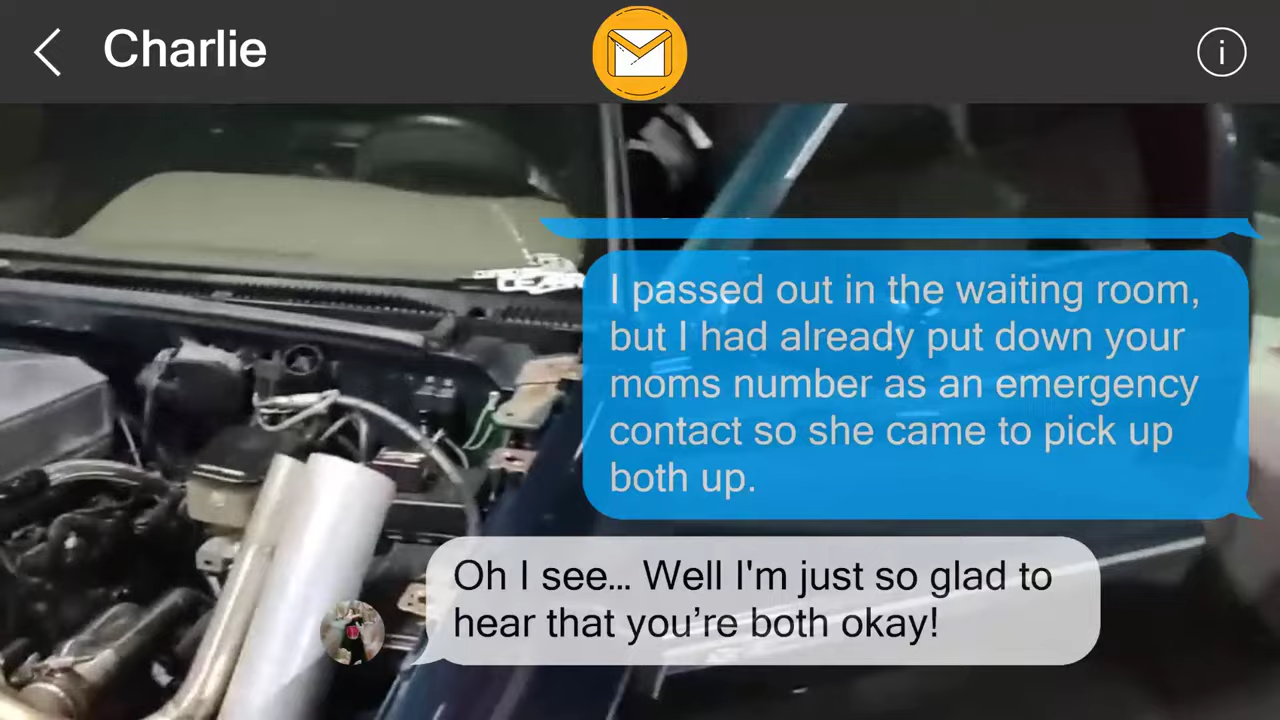 Charlie
i
I passed out in the waiting room,
but I had already put down your
moms number as an emergency
contact so she came to pick up
both up.
Oh I see... Well I'm just so glad to
hear that you’re both okay!